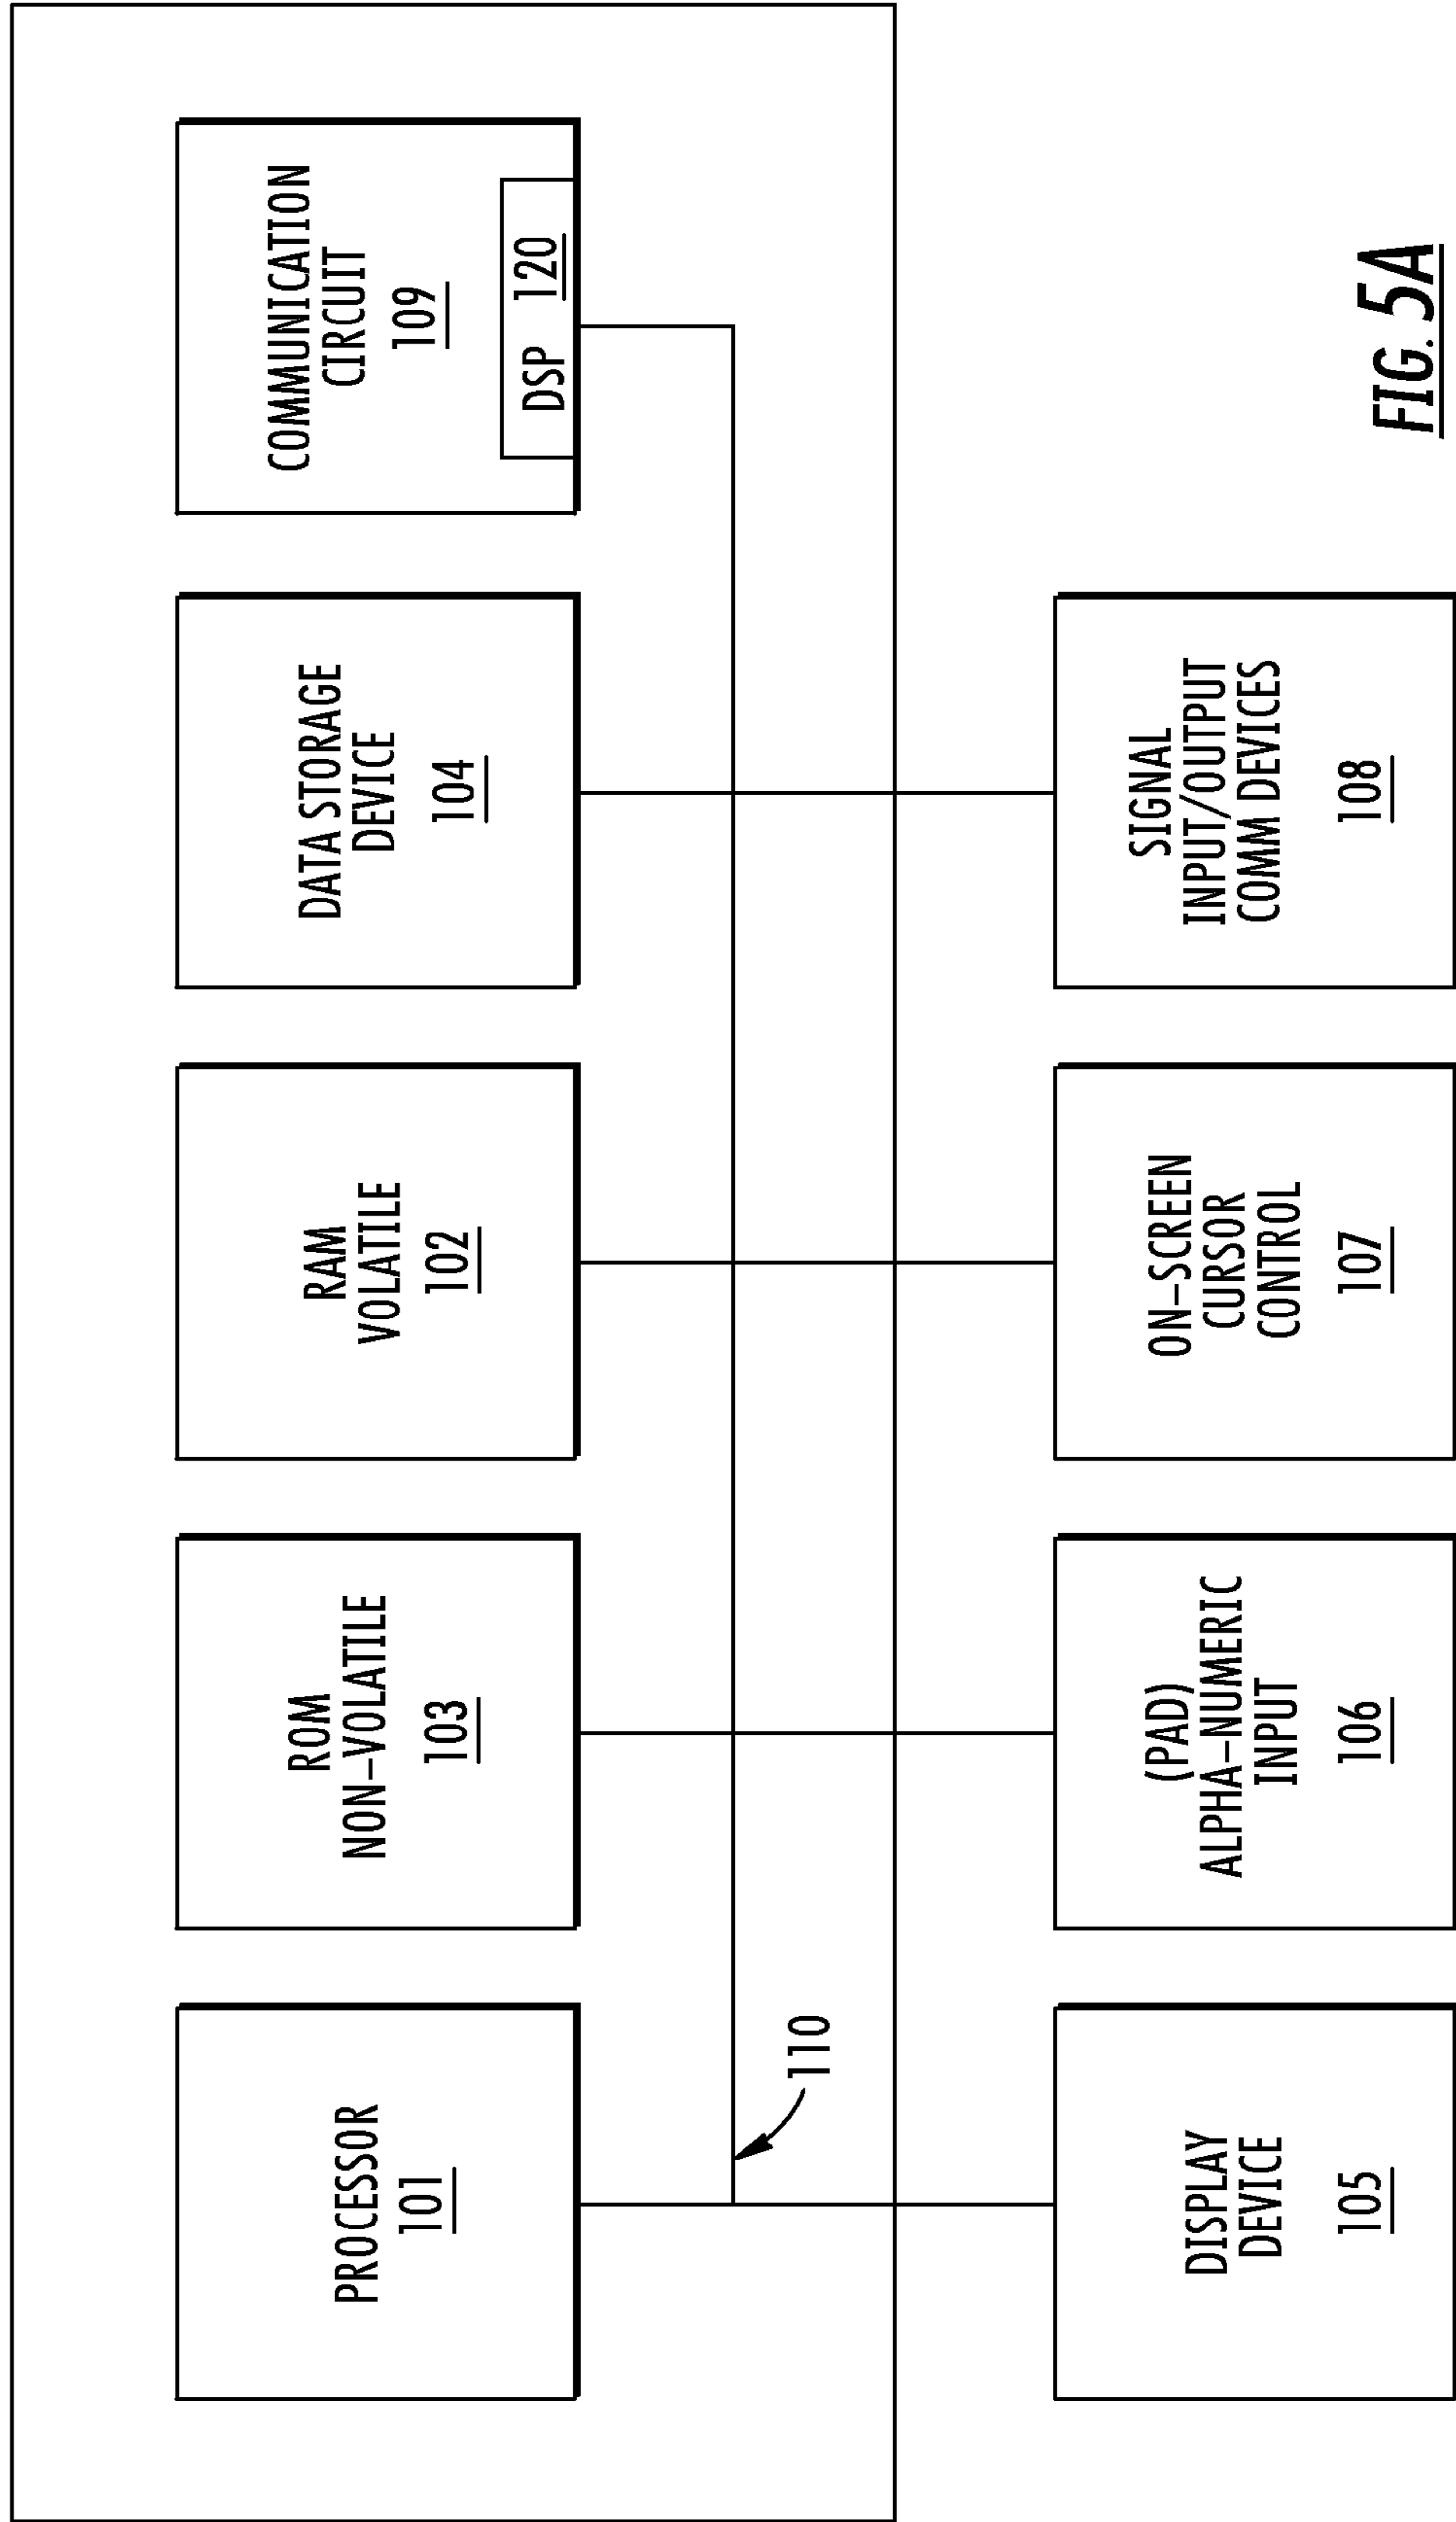 PROCESSOR
101
ROM
NON-VOLATILE
103
RAM
VOLATILE
102
DATA STORAGE
DEVICE
104
COMMUNICATION
CIRCUIT
109
DSP 120
110
DISPLAY
DEVICE
105
(PAD)
ALPHA-NUMERIC
INPUT
106
ON-SCREEN
CURSOR
CONTROL
107
SIGNAL
INPUT/OUTPUT
COMM DEVICES
108
FIG. 5A